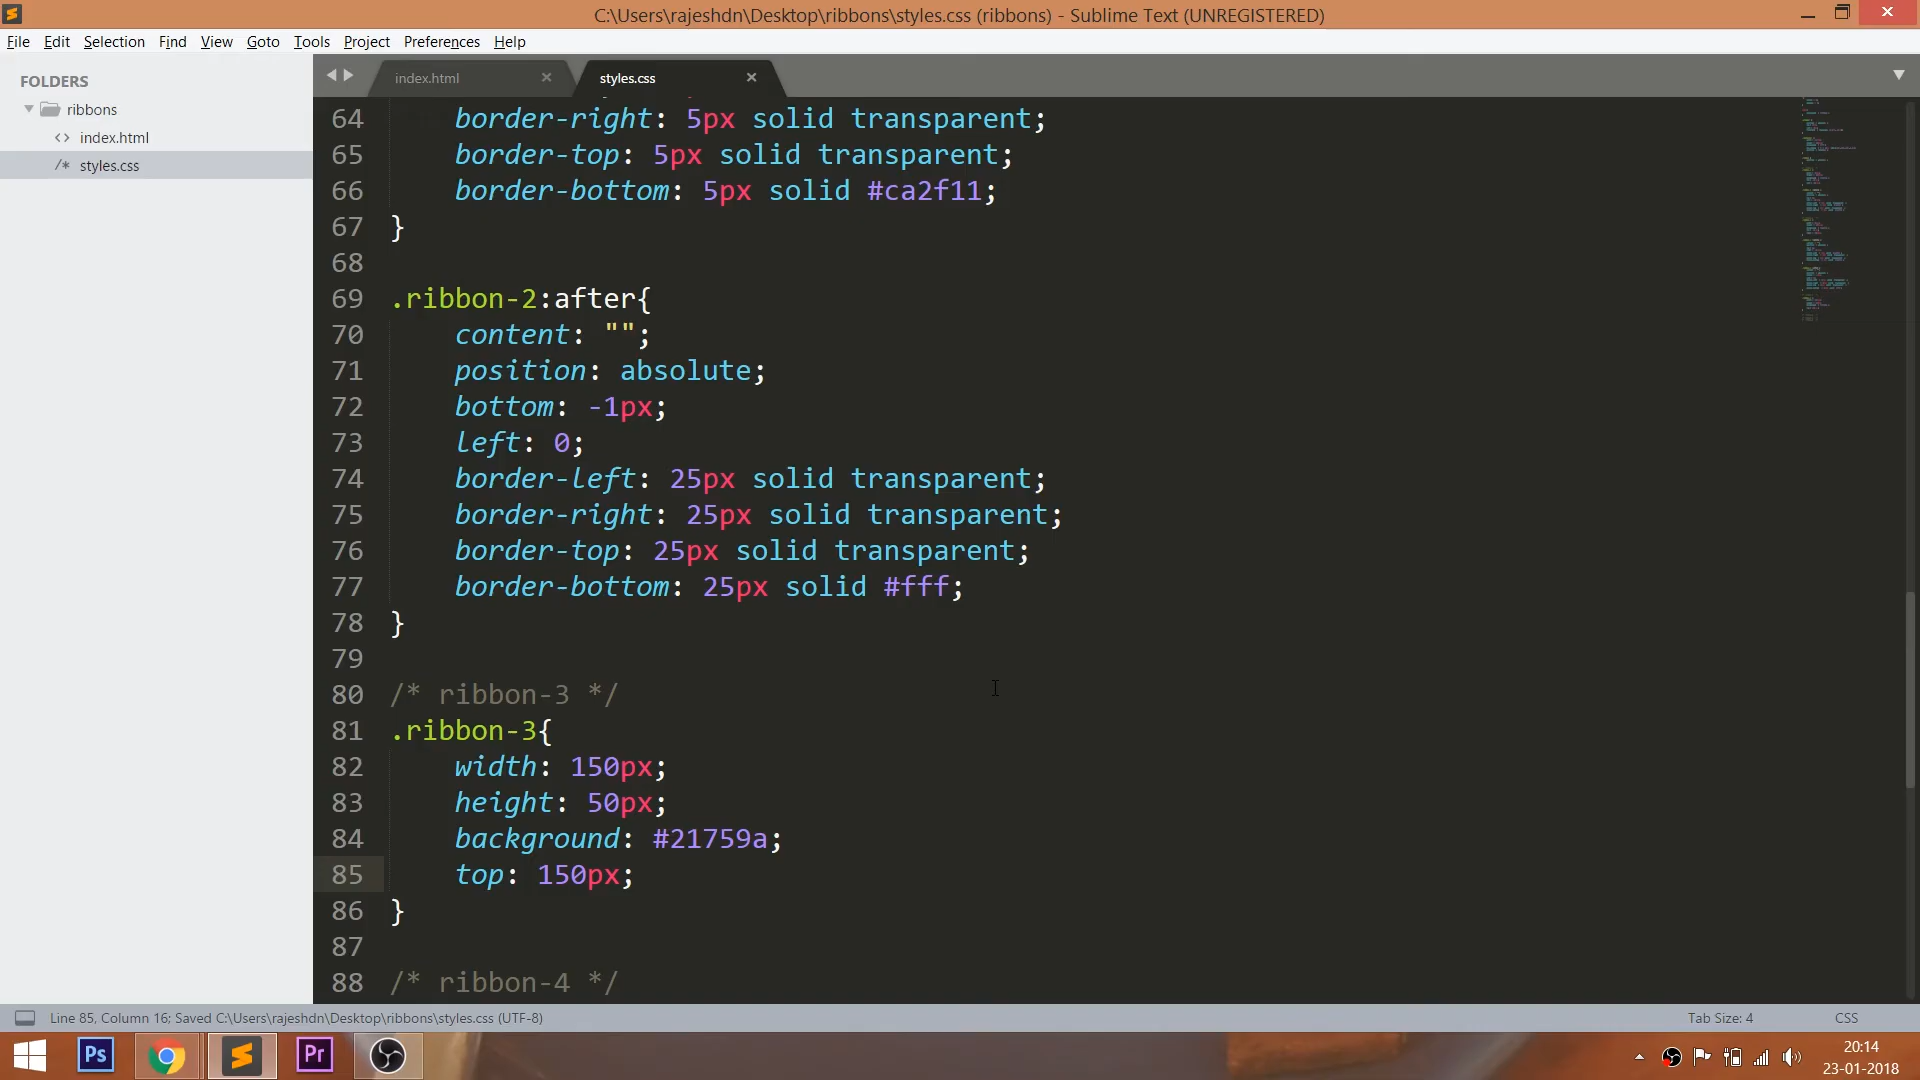 C:\Users\rajeshdn\Desktop\ribbons\styles.css (ribbons) - Sublime Text (UNREGISTERED)
File Edit Selection Find View Goto Tools Project Preferences Help
FOLDERS
ribbons
<> index.html
/* styles.css
index.html × styles.css ×
64 border-right: 5px solid transparent;
65 border-top: 5px solid transparent;
66 border-bottom: 5px solid #ca2f11;
67 }
68
69 .ribbon-2:after{
70 content: "";
71 position: absolute;
72 bottom: -1px;
73 left: 0;
74 border-left: 25px solid transparent;
75 border-right: 25px solid transparent;
76 border-top: 25px solid transparent;
77 border-bottom: 25px solid #fff;
78 }
79
80 /* ribbon-3 */
81 .ribbon-3{
82 width: 150px;
83 height: 50px;
84 background: #21759a;
85 top: 150px;
86 }
87
88 /* ribbon-4 */
Line 85, Column 16; Saved C:\Users\rajeshdn\Desktop\ribbons\styles.css (UTF-8) Tab Size: 4 CSS
Ps Pr
20:14
23-01-2018